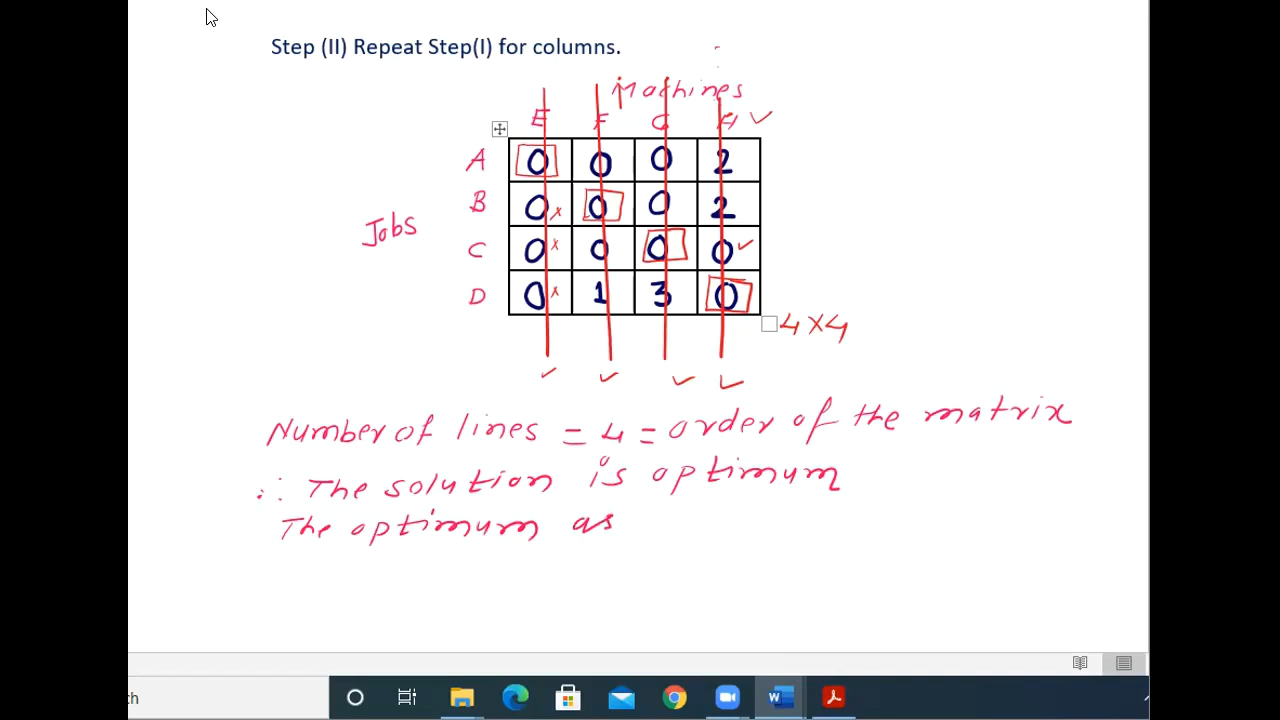 Step (II) Repeat Step(I) for columns.
Machines
E F G H
A 0 0 0 2
B 0 0 0 2
Jobs
C 0 0 0 0
D 0 1 3 0
4×4
Number of lines = 4 = order of the matrix
∴ The solution is optimum
The optimum as
ch